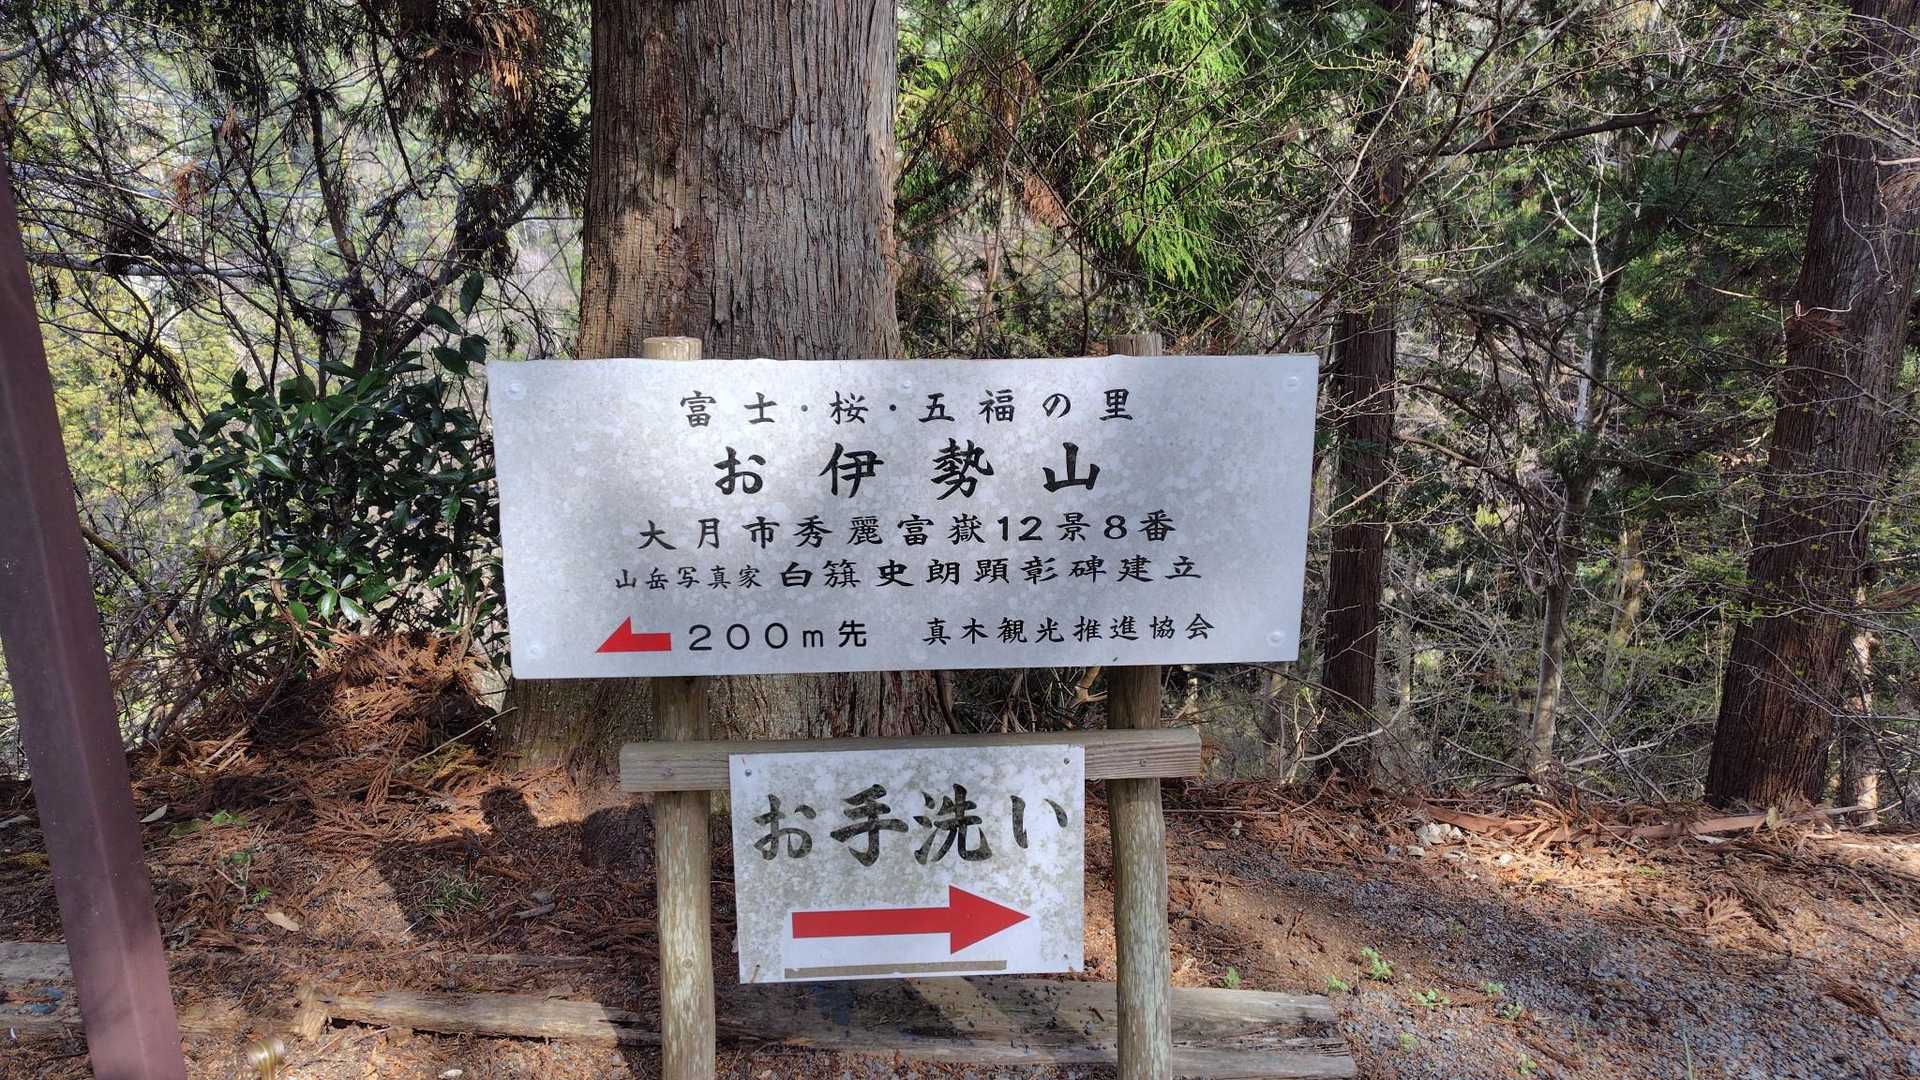 富士・桜・五福の里
お伊勢山
大月市秀麗富嶽12景8番
山岳写真家 白籏史朗顕彰碑建立
200m先 真木観光推進協会
お手洗い